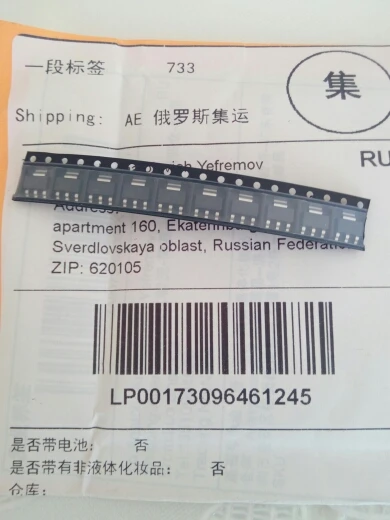 一段标签 733
集
Shipping: AE 俄罗斯集运
Yefremov
RU
Address:
apartment 160,
Sverdlovskaya oblast, Russian
ZIP: 620105
LP00173096461245
是否带电池: 否
是否带有非液体化妆品: 否
仓库: